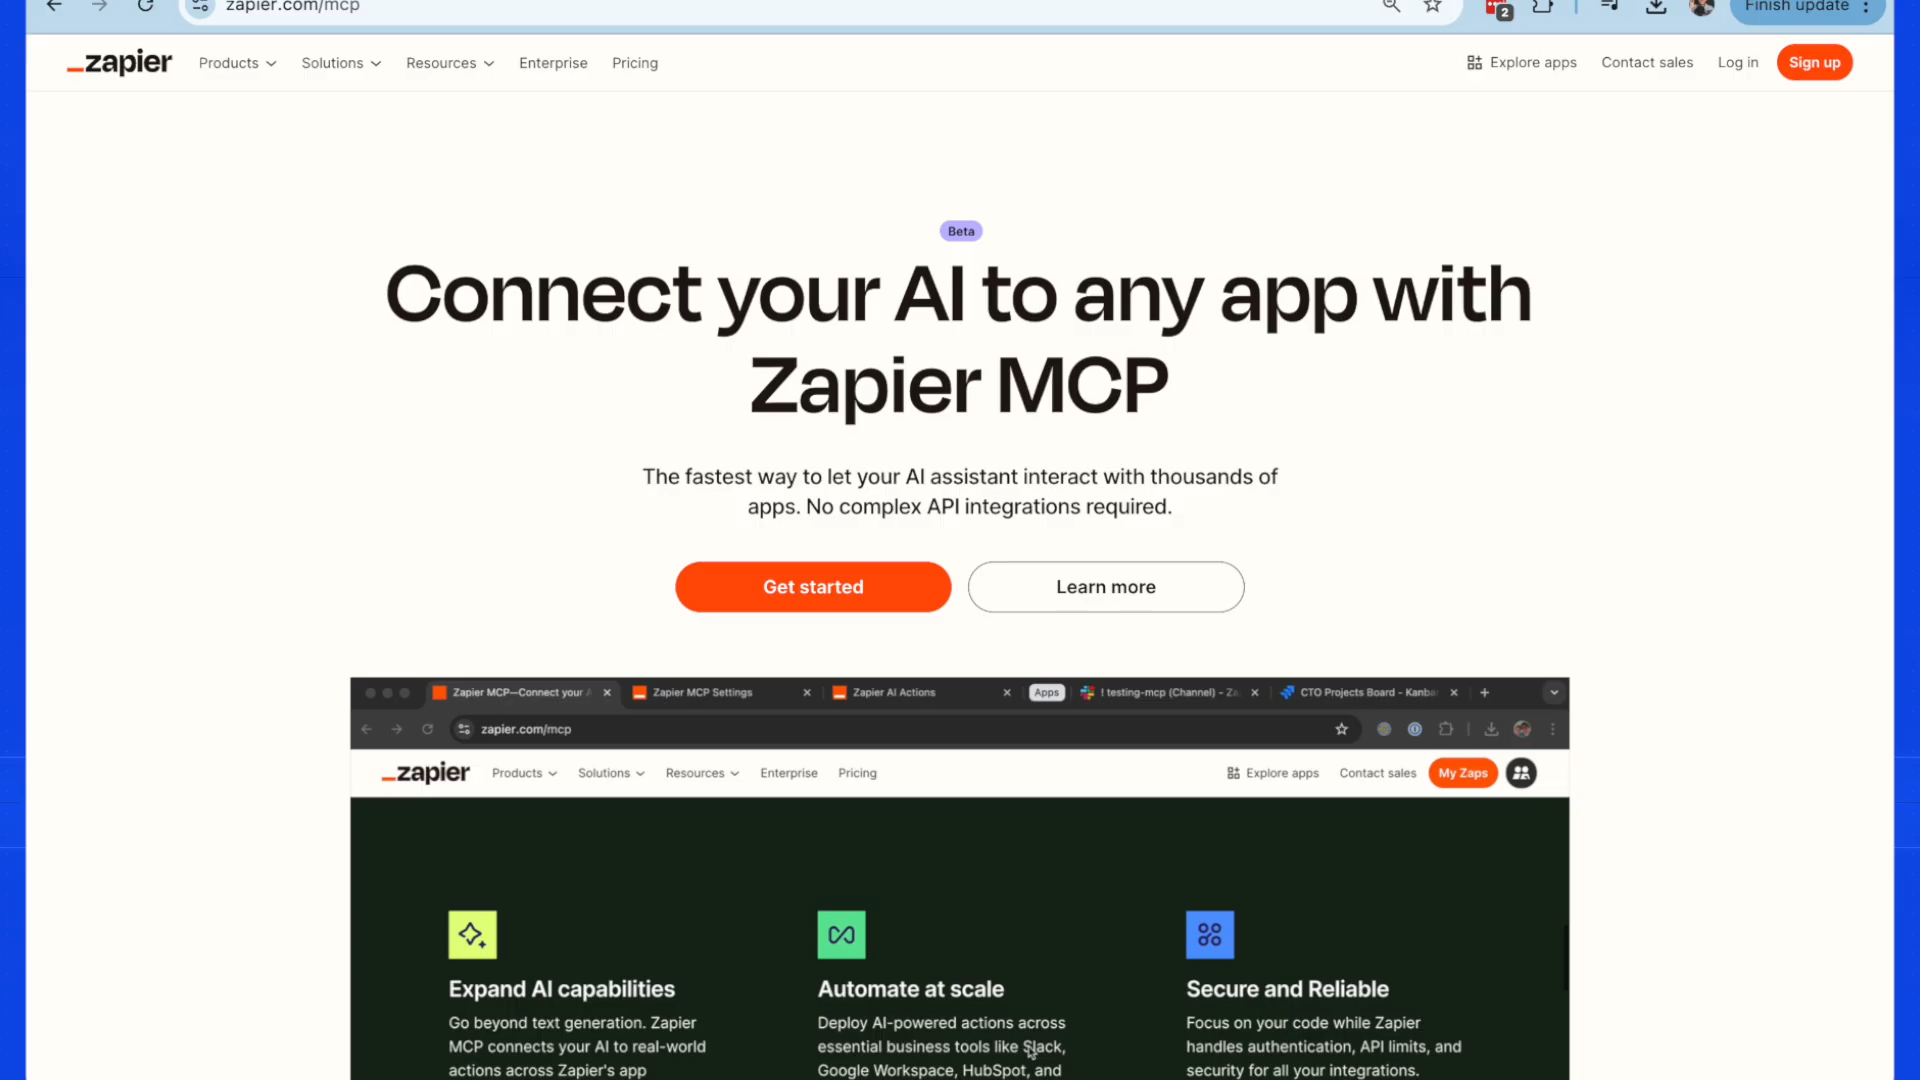 zapier.com/mcp
2
Finish update
zapier
Products
Solutions
Resources
Enterprise
Pricing
Explore apps
Contact sales
Log in
Sign up
Beta
Connect your AI to any app with
Zapier MCP
The fastest way to let your AI assistant interact with thousands of
apps. No complex API integrations required.
Get started
Learn more
Zapier MCP—Connect your
Zapier MCP Settings
Zapier AI Actions
Apps
! testing-mcp (Channel) - Za
CTO Projects Board - Kanba
zapier.com/mcp
zapier
Products
Solutions
Resources
Enterprise
Pricing
Explore apps
Contact sales
My Zaps
Expand AI capabilities
Go beyond text generation. Zapier
MCP connects your AI to real-world
actions across Zapier's app
Automate at scale
Deploy AI-powered actions across
essential business tools like Slack,
Google Workspace, HubSpot, and
Secure and Reliable
Focus on your code while Zapier
handles authentication, API limits, and
security for all your integrations.